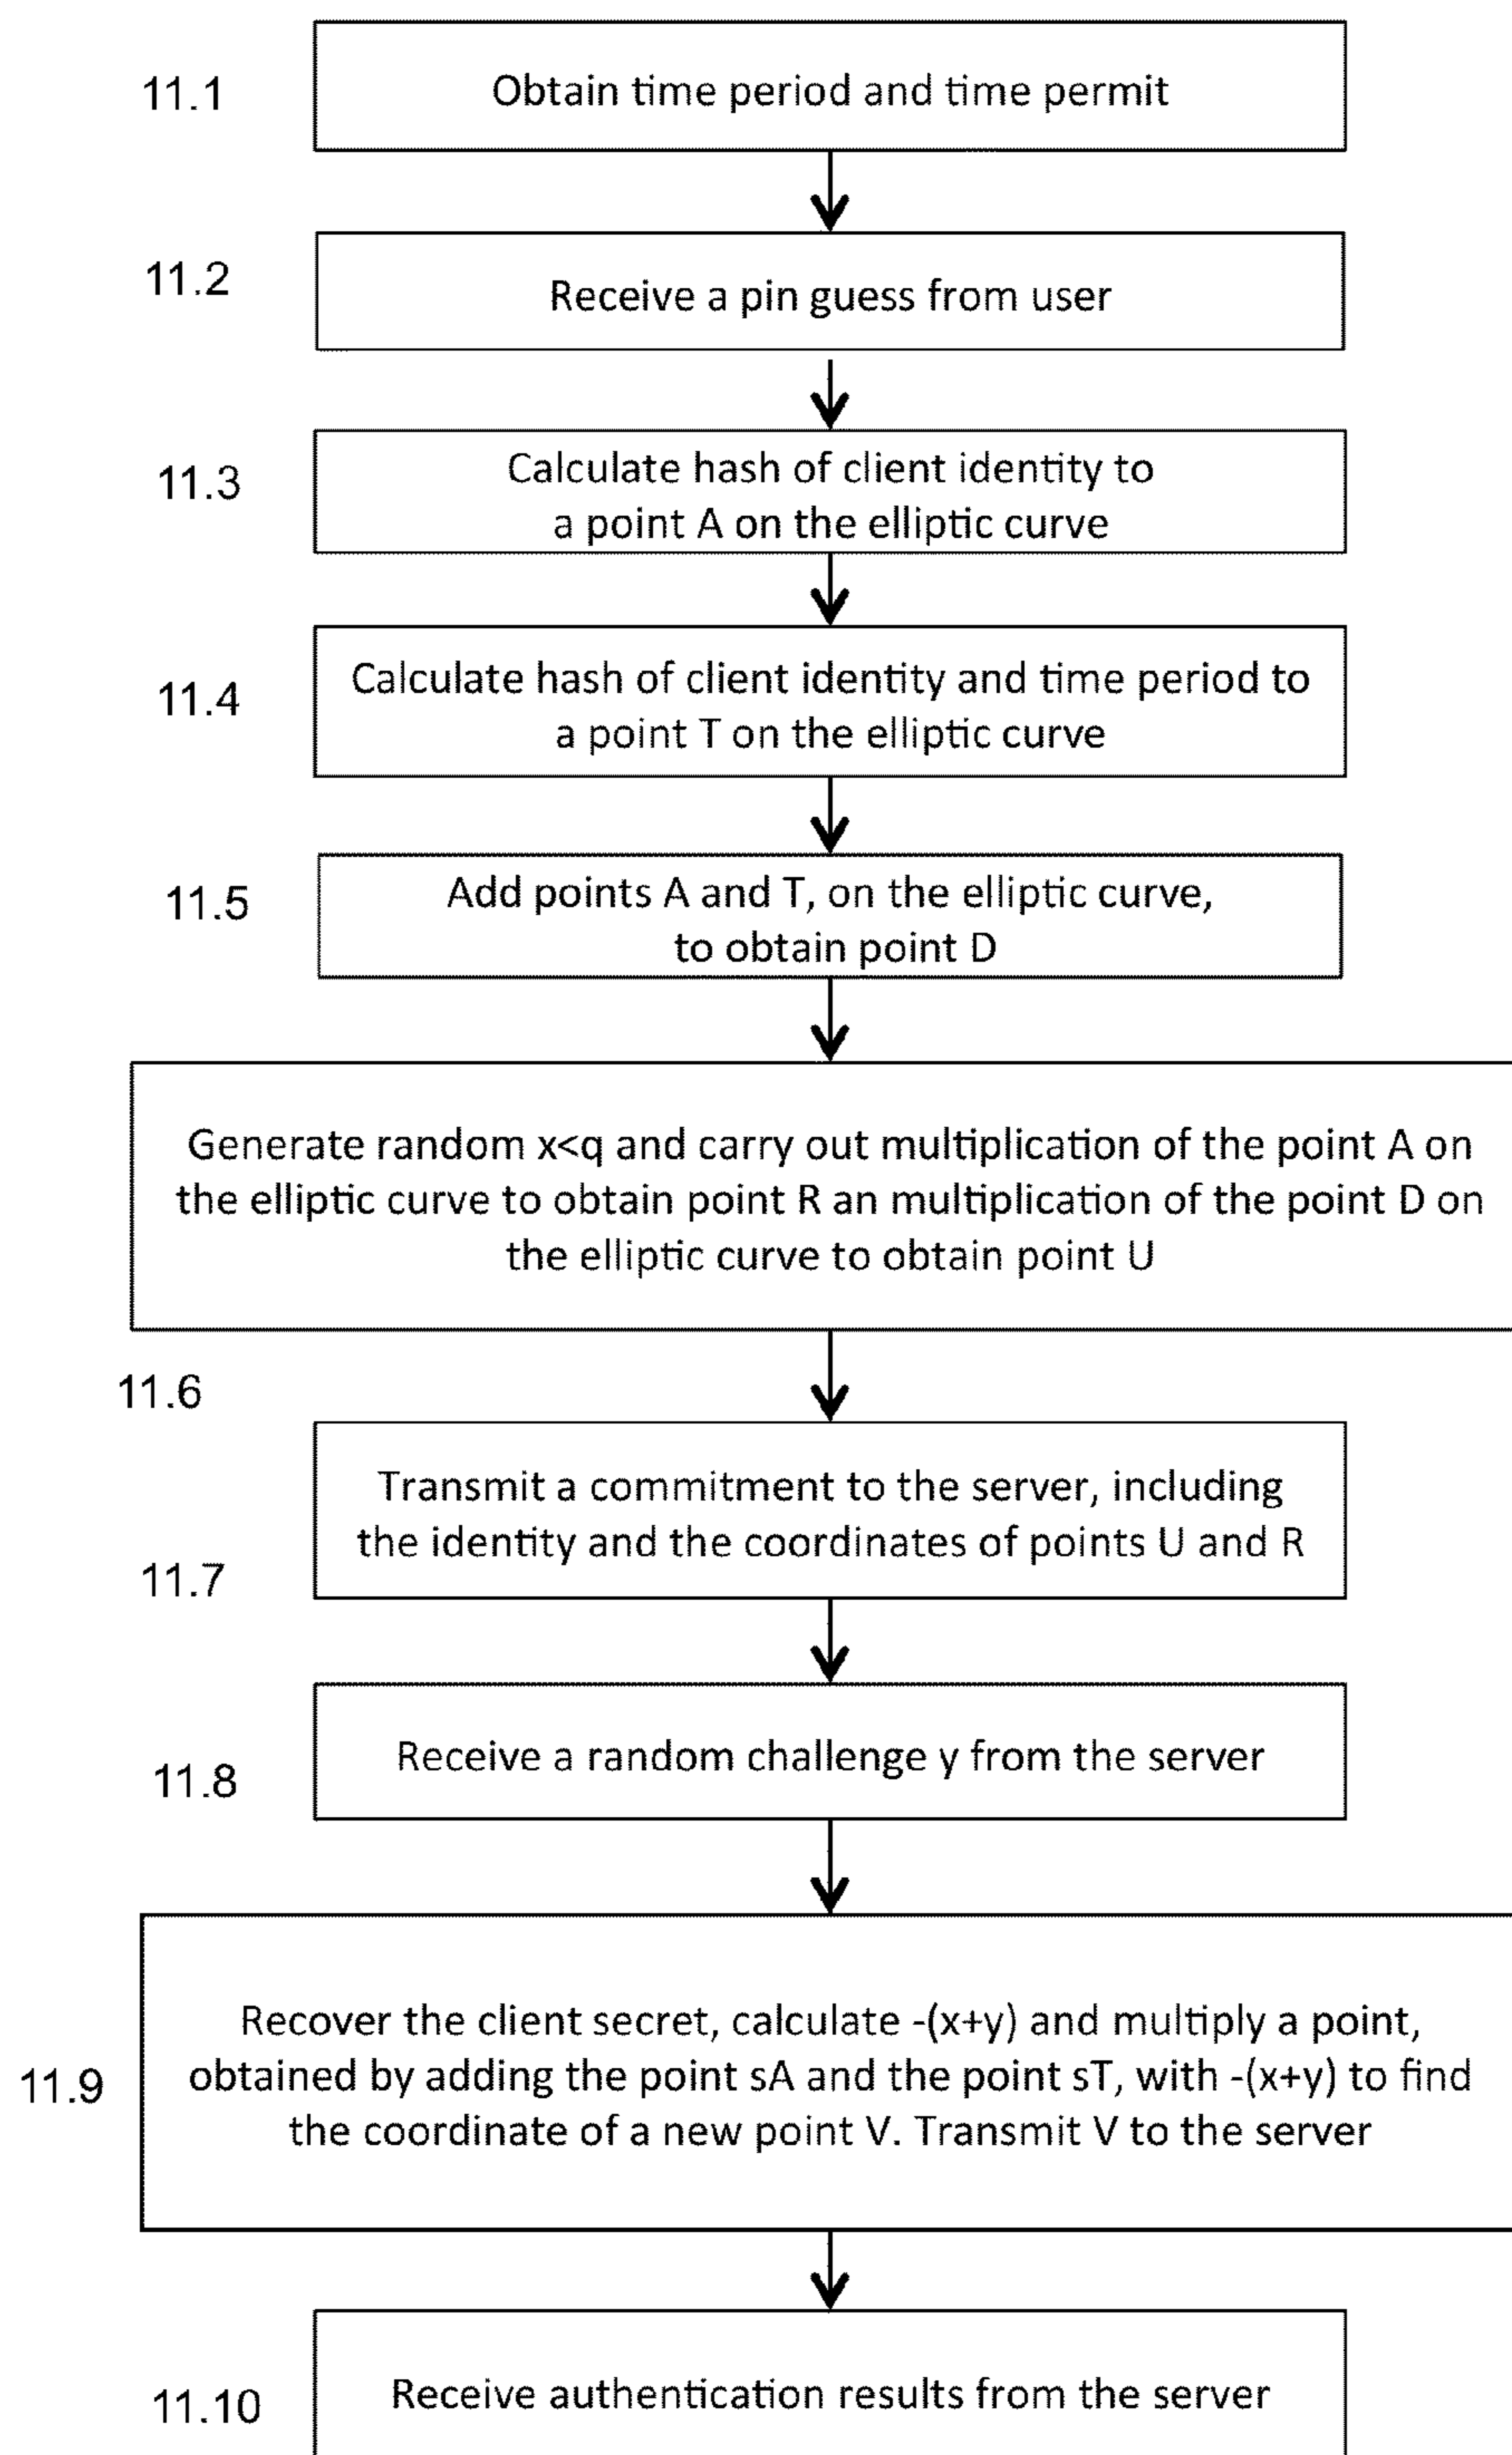 11.1
Obtain time period and time permit
11.2
Receive a pin guess from user
11.3
Calculate hash of client identity to
a point A on the elliptic curve
11.4
Calculate hash of client identity and time period to
a point T on the elliptic curve
11.5
Add points A and T, on the elliptic curve,
to obtain point D
Generate random x<q and carry out multiplication of the point A on
the elliptic curve to obtain point R an multiplication of the point D on
the elliptic curve to obtain point U
11.6
Transmit a commitment to the server, including
the identity and the coordinates of points U and R
11.7
Receive a random challenge y from the server
11.8
Recover the client secret, calculate -(x+y) and multiply a point,
obtained by adding the point sA and the point sT, with -(x+y) to find
the coordinate of a new point V. Transmit V to the server
11.9
Receive authentication results from the server
11.10